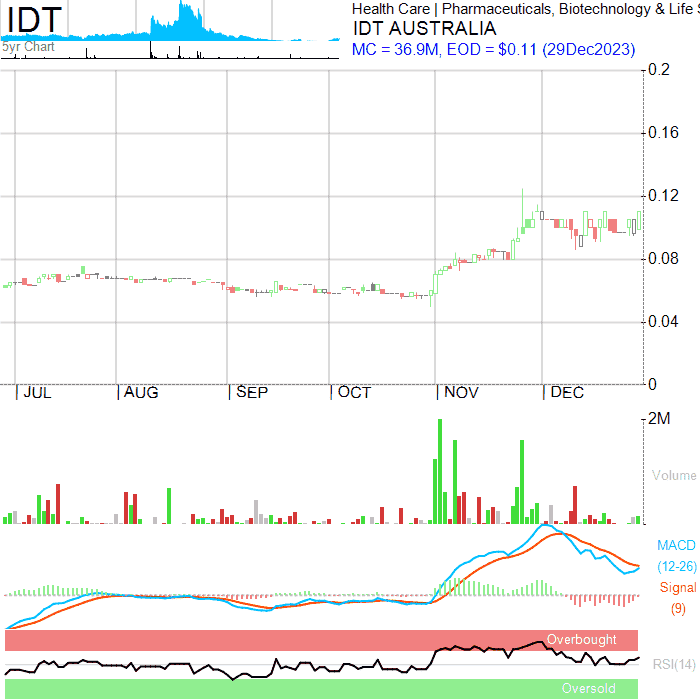 IDT
5yr Chart
Health Care | Pharmaceuticals, Biotechnology & Life S
IDT AUSTRALIA
MC = 36.9M, EOD = $0.11 (29Dec2023)
0.2
0.16
0.12
0.08
0.04
0
JUL AUG SEP OCT NOV DEC
2M
Volume
MACD
(12-26)
Signal
(9)
Overbought
RSI(14)
Oversold